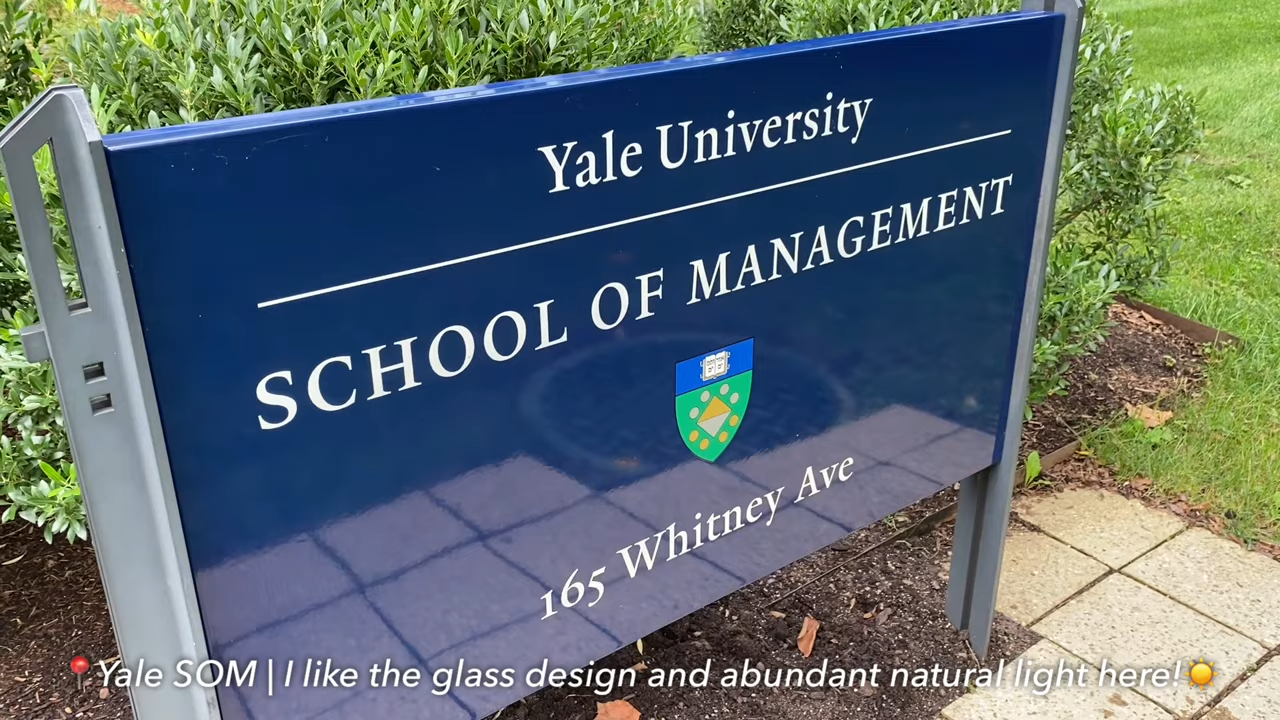 Yale University
SCHOOL OF MANAGEMENT
165 Whitney Ave
📍Yale SOM | I like the glass design and abundant natural light here!☀️